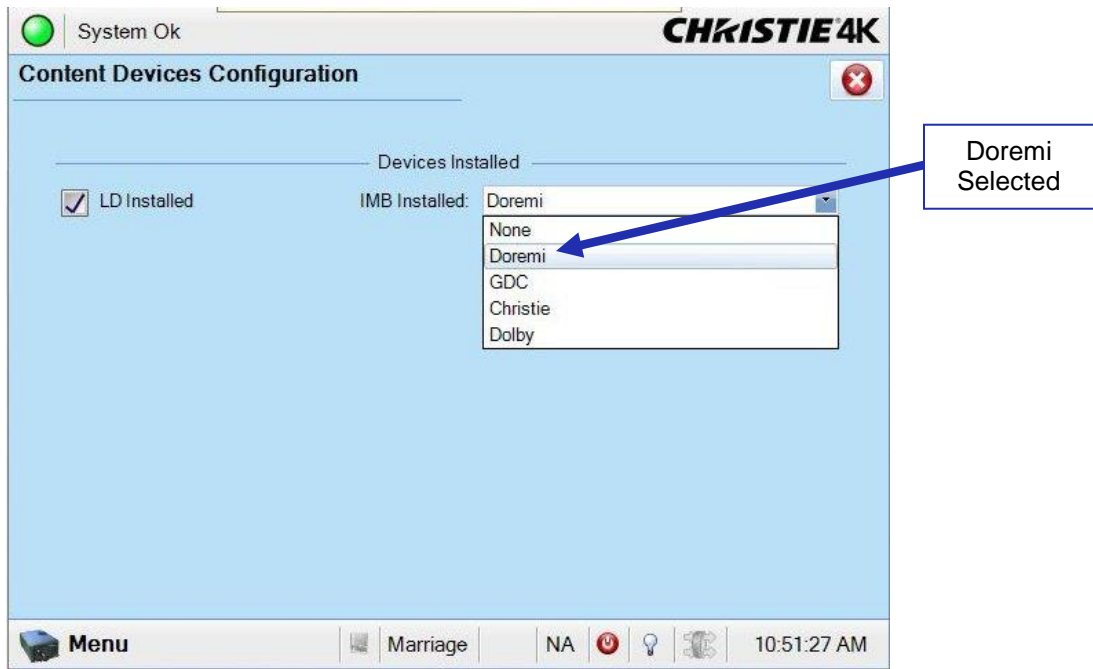 System Ok
CHRISTIE 4K
Content Devices Configuration
Devices Installed
LD Installed
IMB Installed:
Doremi
None
Doremi
GDC
Christie
Dolby
Doremi
Selected
Menu
Marriage
NA
10:51:27 AM